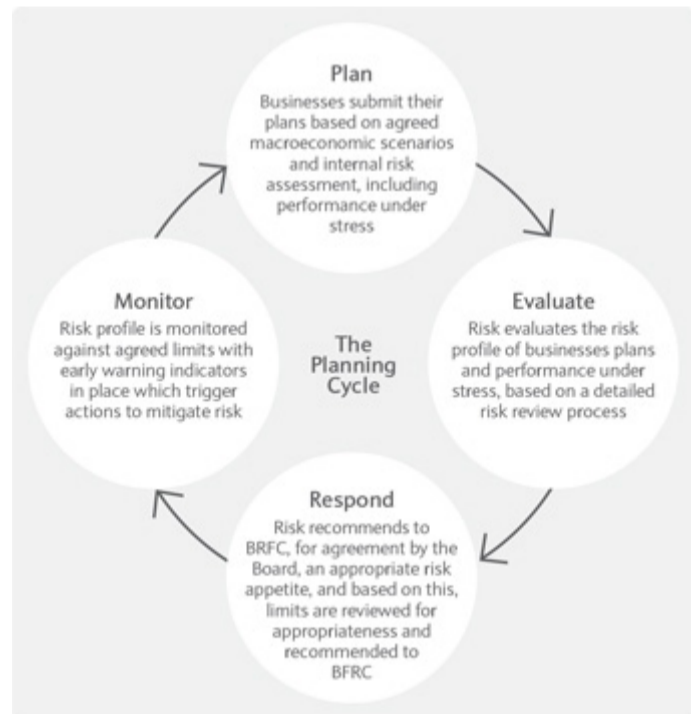 Plan
Businesses submit their
plans based on agreed
macroeconomic scenarios
and internal risk
assessment, including
performance under
stress
Evaluate
Risk evaluates the risk
profile of businesses plans
and performance under
stress, based on a detailed
risk review process
Respond
Risk recommends to
BRFC, for agreement by the
Board, an appropriate risk
appetite, and based on this,
limits are reviewed for
appropriateness and
recommended to
BFRC
Monitor
Risk profile is monitored
against agreed limits with
early warning indicators
in place which trigger
actions to mitigate risk
The
Planning
Cycle